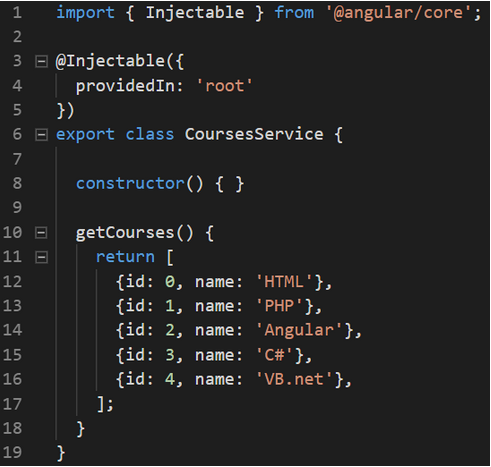 1 import { Injectable } from '@angular/core';
2
3 @Injectable({
4   providedIn: 'root'
5 })
6 export class CoursesService {
7
8   constructor() { }
9
10   getCourses() {
11     return [
12       {id: 0, name: 'HTML'},
13       {id: 1, name: 'PHP'},
14       {id: 2, name: 'Angular'},
15       {id: 3, name: 'C#'},
16       {id: 4, name: 'VB.net'},
17     ];
18   }
19 }